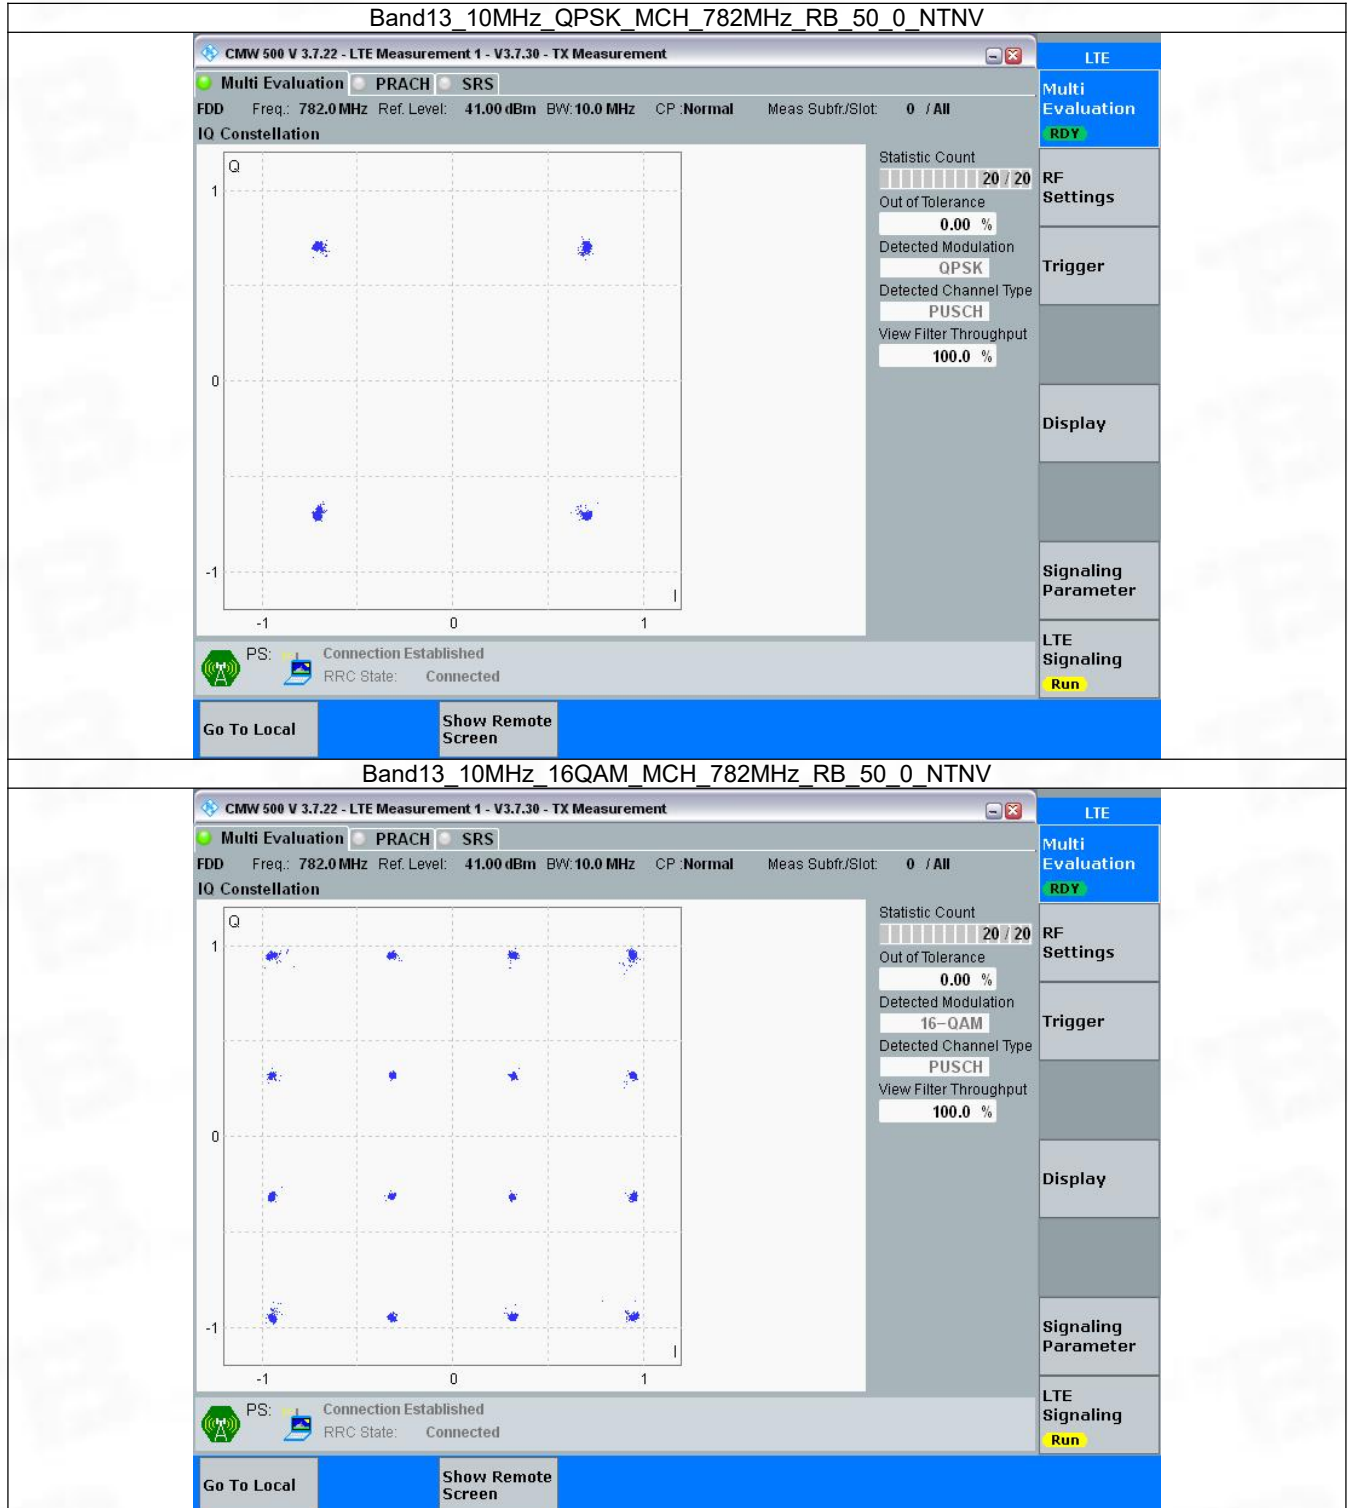 Band13_10MHz_QPSK_MCH_782MHz_RB_50_0_NTNV
CMW 500 V 3.7.22 - LTE Measurement 1 - V3.7.30 - TX Measurement
LTE
Multi Evaluation PRACH SRS
Multi
Evaluation
RDY
FDD Freq.: 782.0 MHz Ref. Level: 41.00 dBm BW: 10.0 MHz CP : Normal Meas Subfr./Slot: 0 / All
IQ Constellation
Q
1
0
-1
I
-1 0 1
Statistic Count
20 / 20
Out of Tolerance
0.00 %
Detected Modulation
QPSK
Detected Channel Type
PUSCH
View Filter Throughput
100.0 %
RF
Settings
Trigger
Display
Signaling
Parameter
LTE
Signaling
Run
PS: Connection Established
RRC State: Connected
Go To Local
Show Remote
Screen
Band13_10MHz_16QAM_MCH_782MHz_RB_50_0_NTNV
CMW 500 V 3.7.22 - LTE Measurement 1 - V3.7.30 - TX Measurement
LTE
Multi Evaluation PRACH SRS
Multi
Evaluation
RDY
FDD Freq.: 782.0 MHz Ref. Level: 41.00 dBm BW: 10.0 MHz CP : Normal Meas Subfr./Slot: 0 / All
IQ Constellation
Q
1
0
-1
I
-1 0 1
Statistic Count
20 / 20
Out of Tolerance
0.00 %
Detected Modulation
16-QAM
Detected Channel Type
PUSCH
View Filter Throughput
100.0 %
RF
Settings
Trigger
Display
Signaling
Parameter
LTE
Signaling
Run
PS: Connection Established
RRC State: Connected
Go To Local
Show Remote
Screen